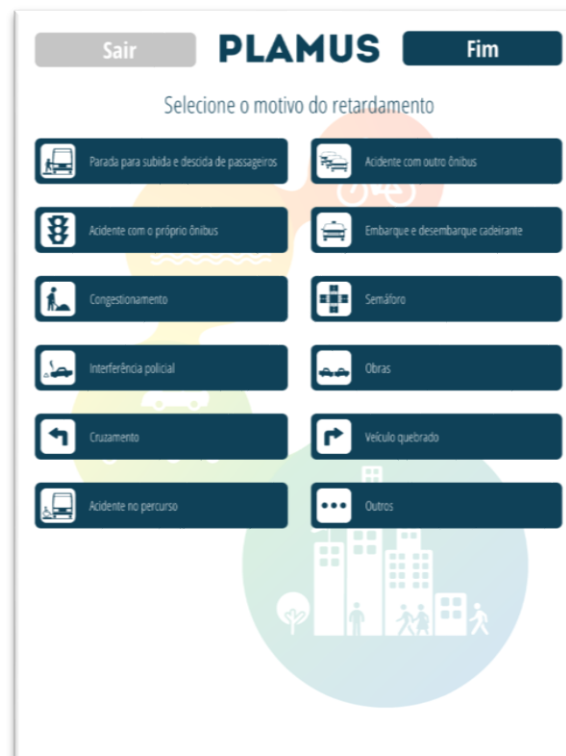 Sair
PLAMUS
Fim
Selecione o motivo do retardamento
Parada para subida e descida de passageiros
Acidente com outro ônibus
Acidente com o próprio ônibus
Embarque e desembarque cadeirante
Congestionamento
Semáforo
Interferência policial
Obras
Cruzamento
Veículo quebrado
Acidente no percurso
Outros